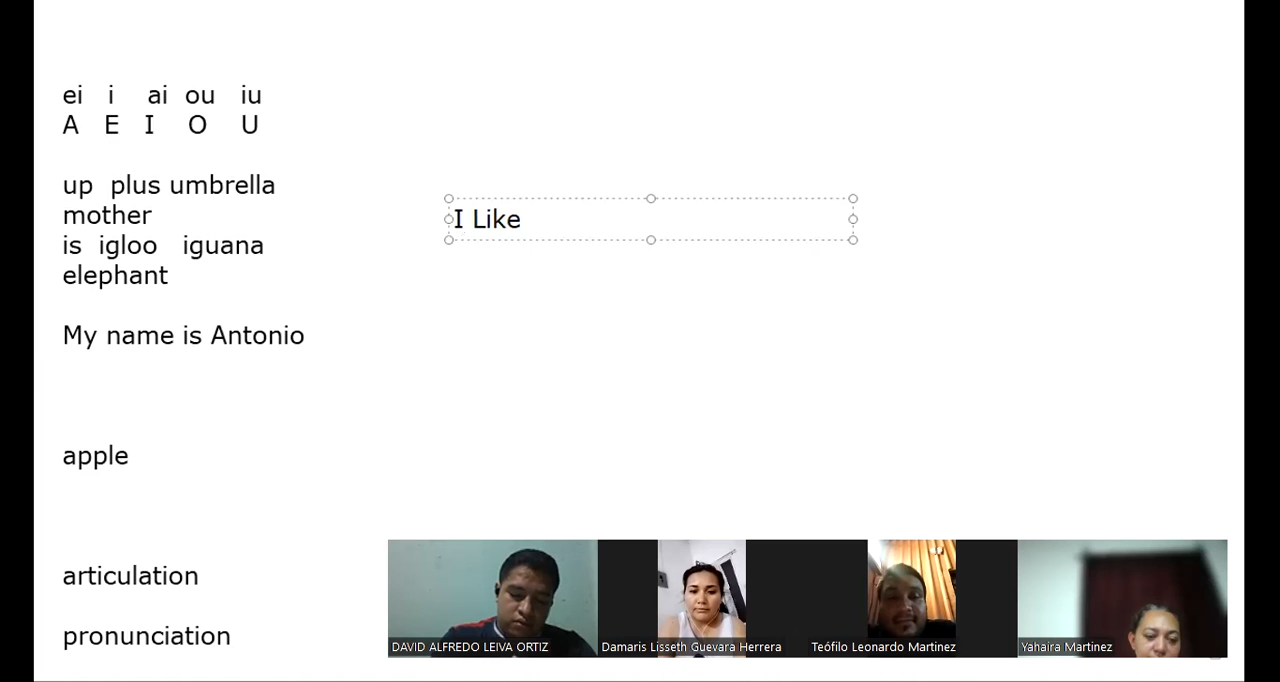 ei i ai ou iu
A E I O U
up plus umbrella
mother
is igloo iguana
elephant
My name is Antonio
apple
articulation
pronunciation
I Like
DAVID ALFREDO LEIVA ORTIZ
Damaris Lisseth Guevara Herrera
Teófilo Leonardo Martinez
Yahaira Martinez